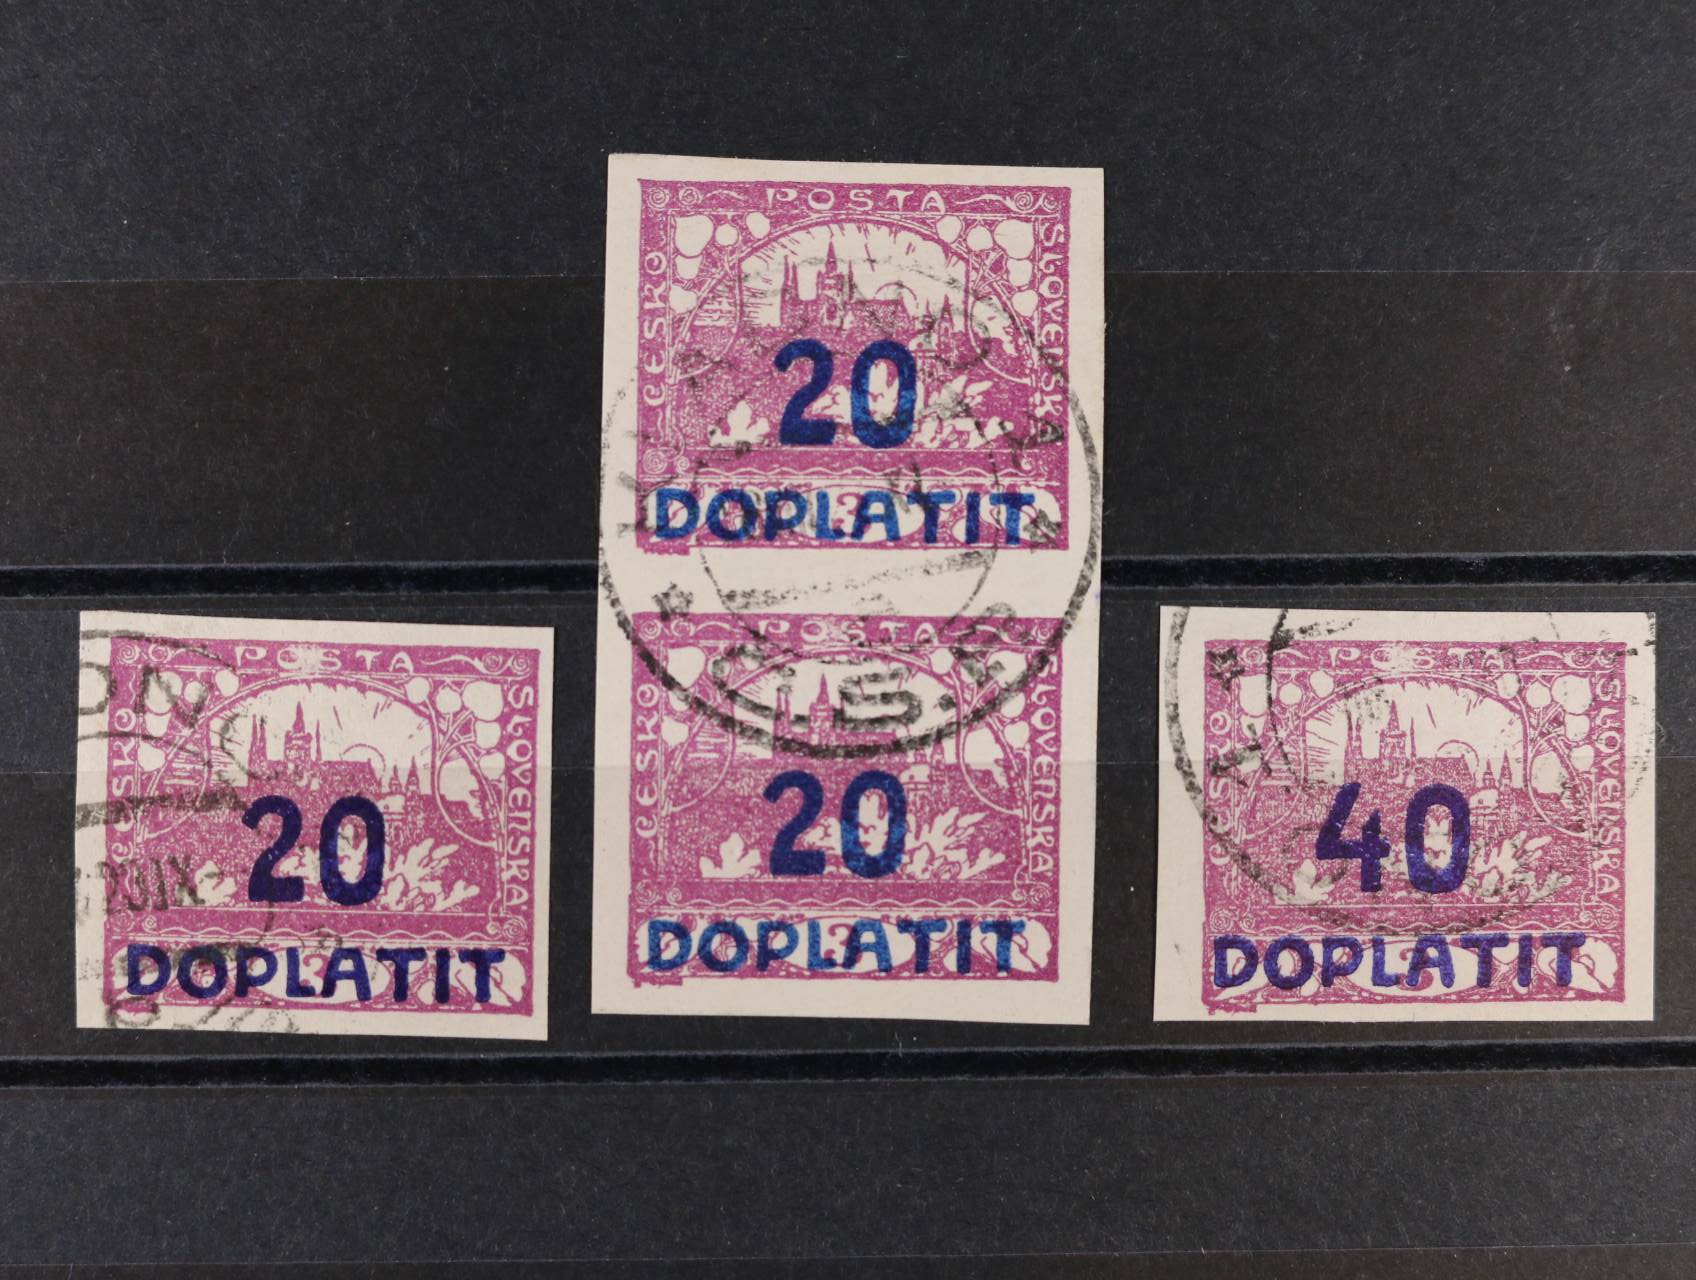 POSTA
ČESKO
SLOVENSKA
20
DOPLATIT
POSTA
ČESKO
SLOVENSKA
20
DOPLATIT
POSTA
ČESKO
SLOVENSKA
20
DOPLATIT
POSTA
ČESKO
SLOVENSKA
40
DOPLATIT